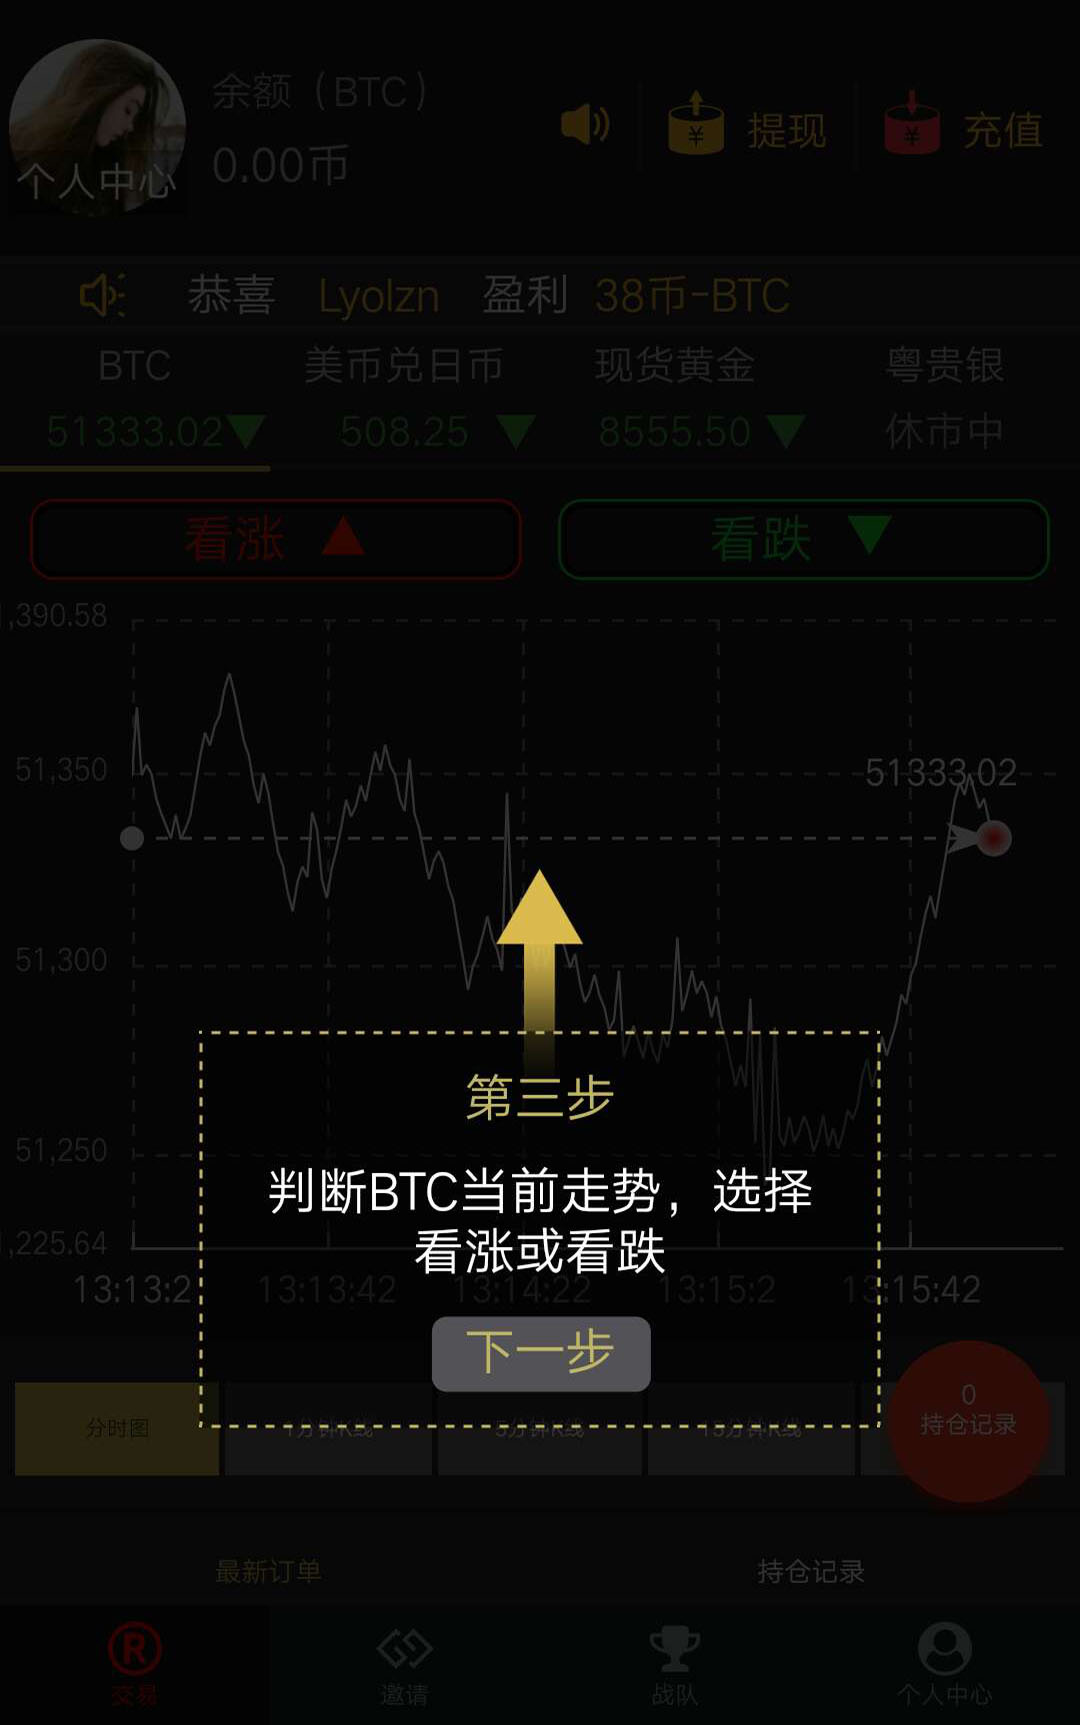 余额（BTC）
0.00币
个人中心
提现
充值
恭喜 Lyolzn 盈利 38币-BTC
BTC 美币兑日币 现货黄金 粤贵银
51333.02▼ 508.25 ▼ 8555.50 ▼ 休市中
看涨 ▲
看跌 ▼
,390.58
51,350
51333.02
51,300
51,250
,225.64
第三步
判断BTC当前走势，选择
看涨或看跌
下一步
13:13:2 13:13:42 13:14:22 13:15:2 13:15:42
分时图 1分钟K线 5分钟K线 15分钟K线
0
持仓记录
最新订单 持仓记录
交易 邀请 战队 个人中心